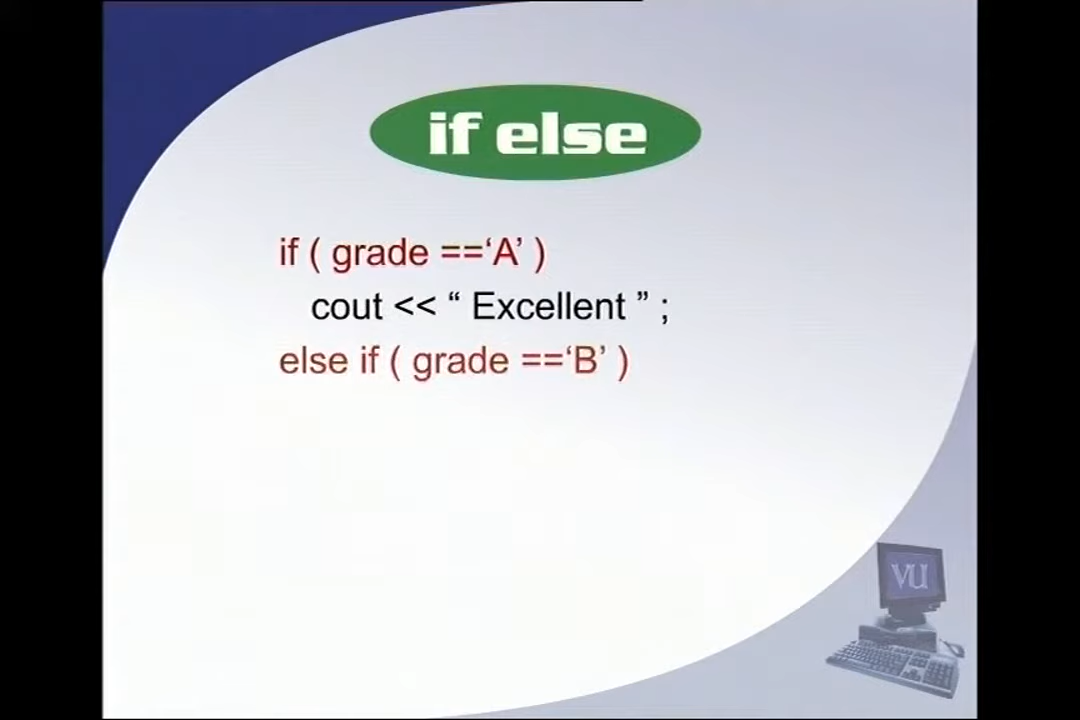 if else
if ( grade ==‘A’ )
cout << “ Excellent ” ;
else if ( grade ==‘B’ )
VU